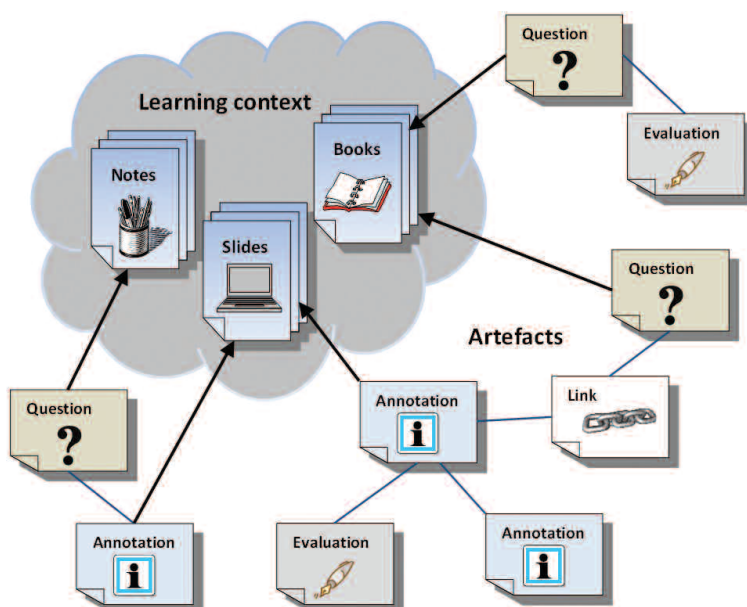 Question
?
Learning context
Evaluation
Books
Notes
Slides
Question
?
Artefacts
Annotation
i
Link
Question
?
Annotation
i
Evaluation
Annotation
i